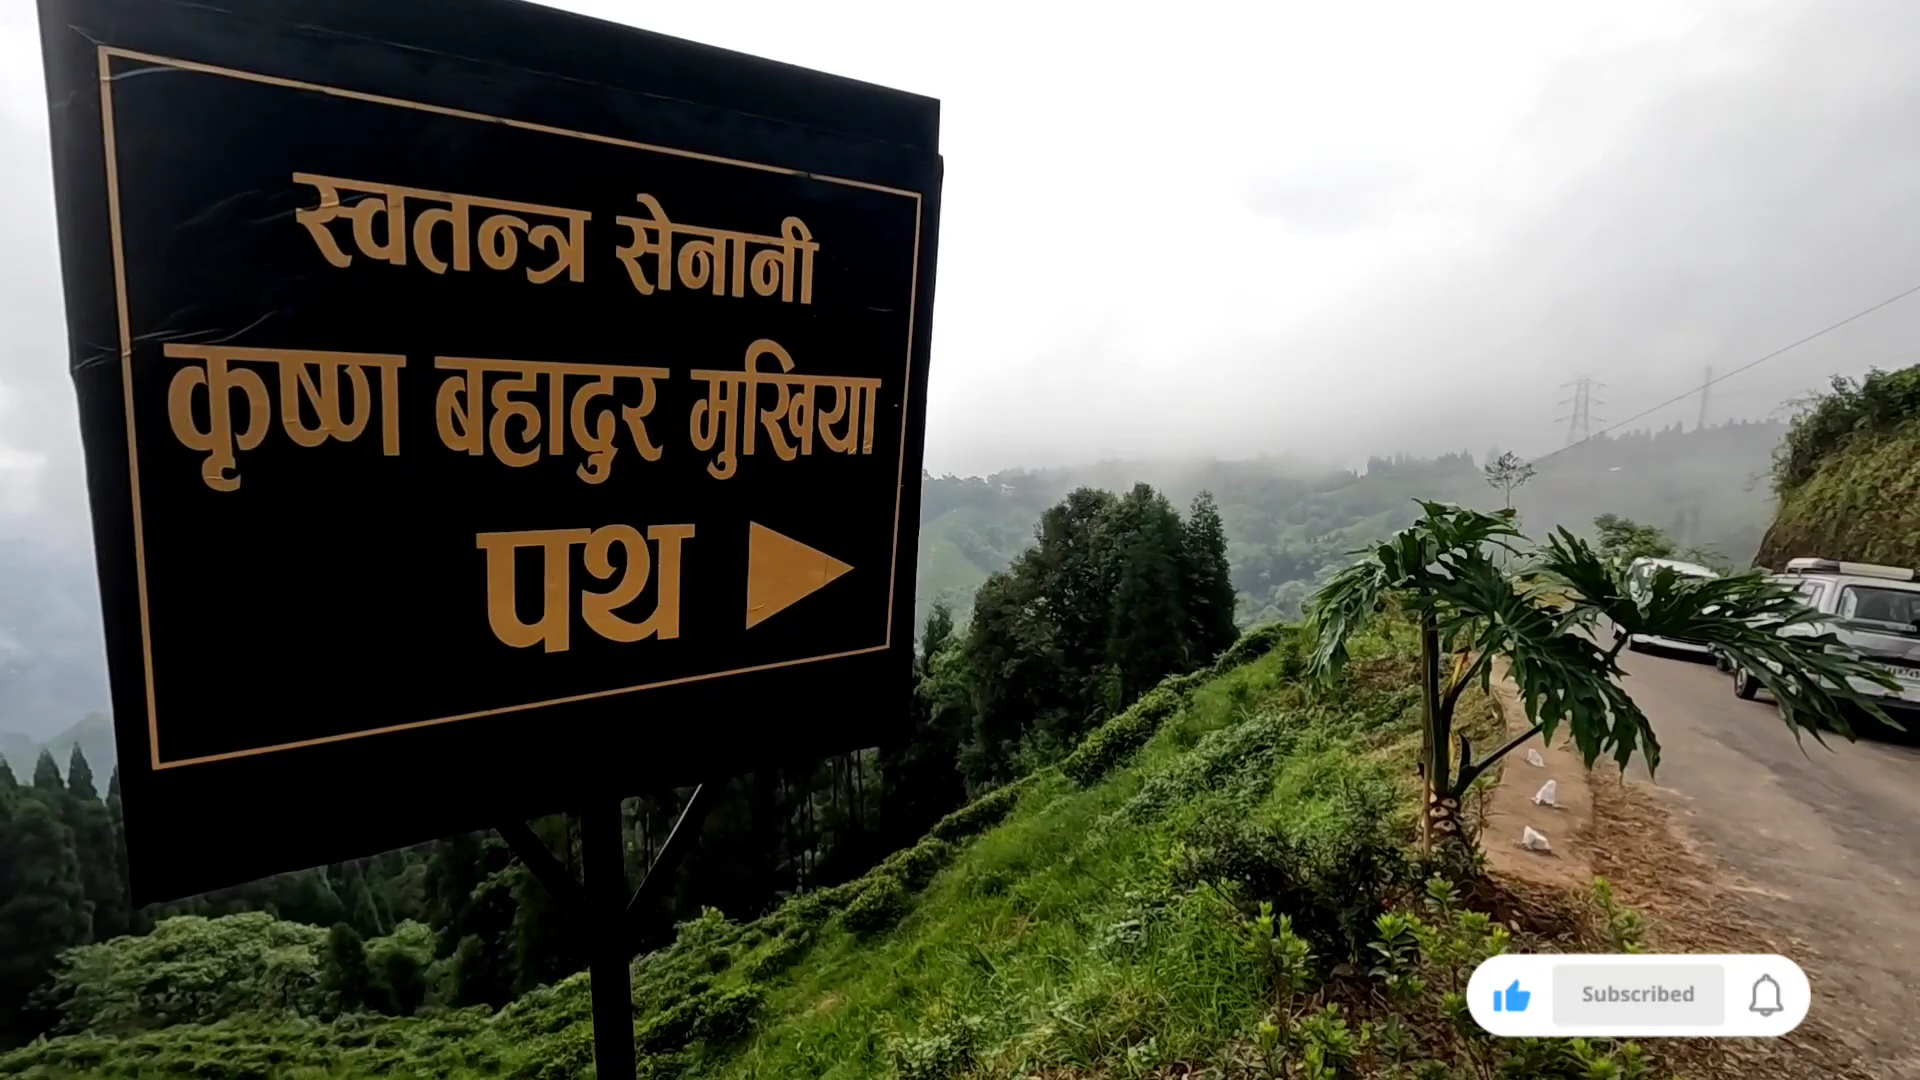 स्वतन्त्र सेनानी
कृष्ण बहादुर मुखिया
पथ
Subscribed